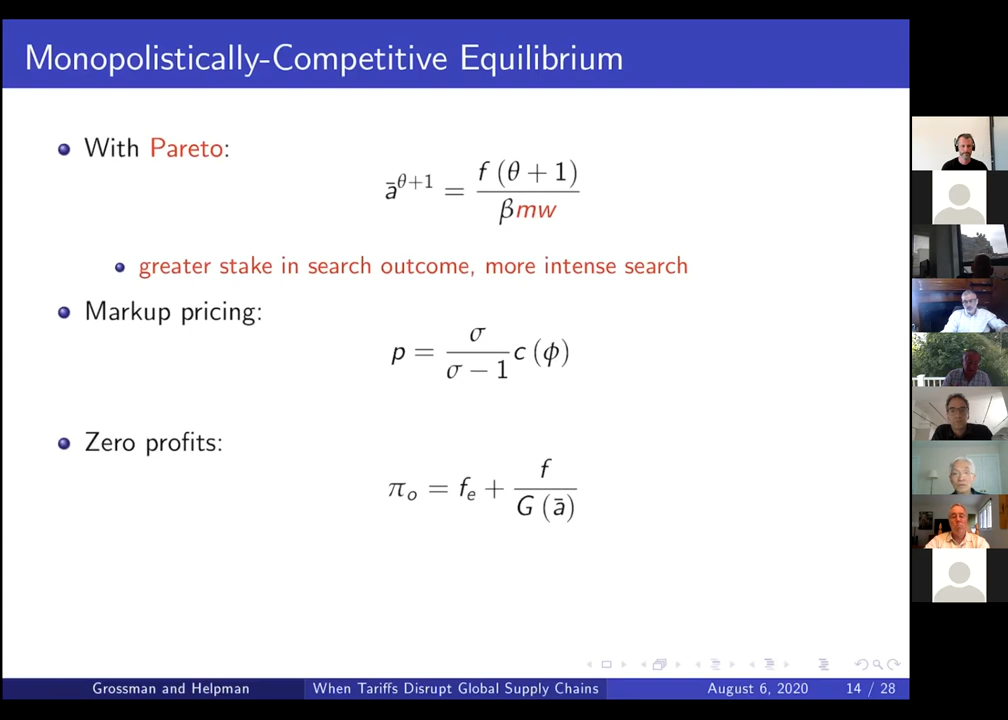 Monopolistically-Competitive Equilibrium
With Pareto:
ā^{θ+1} = f (θ + 1) / βmw
greater stake in search outcome, more intense search
Markup pricing:
p = σ / (σ − 1) c (ϕ)
Zero profits:
π_o = f_e + f / G (ā)
Grossman and Helpman When Tariffs Disrupt Global Supply Chains August 6, 2020 14 / 28